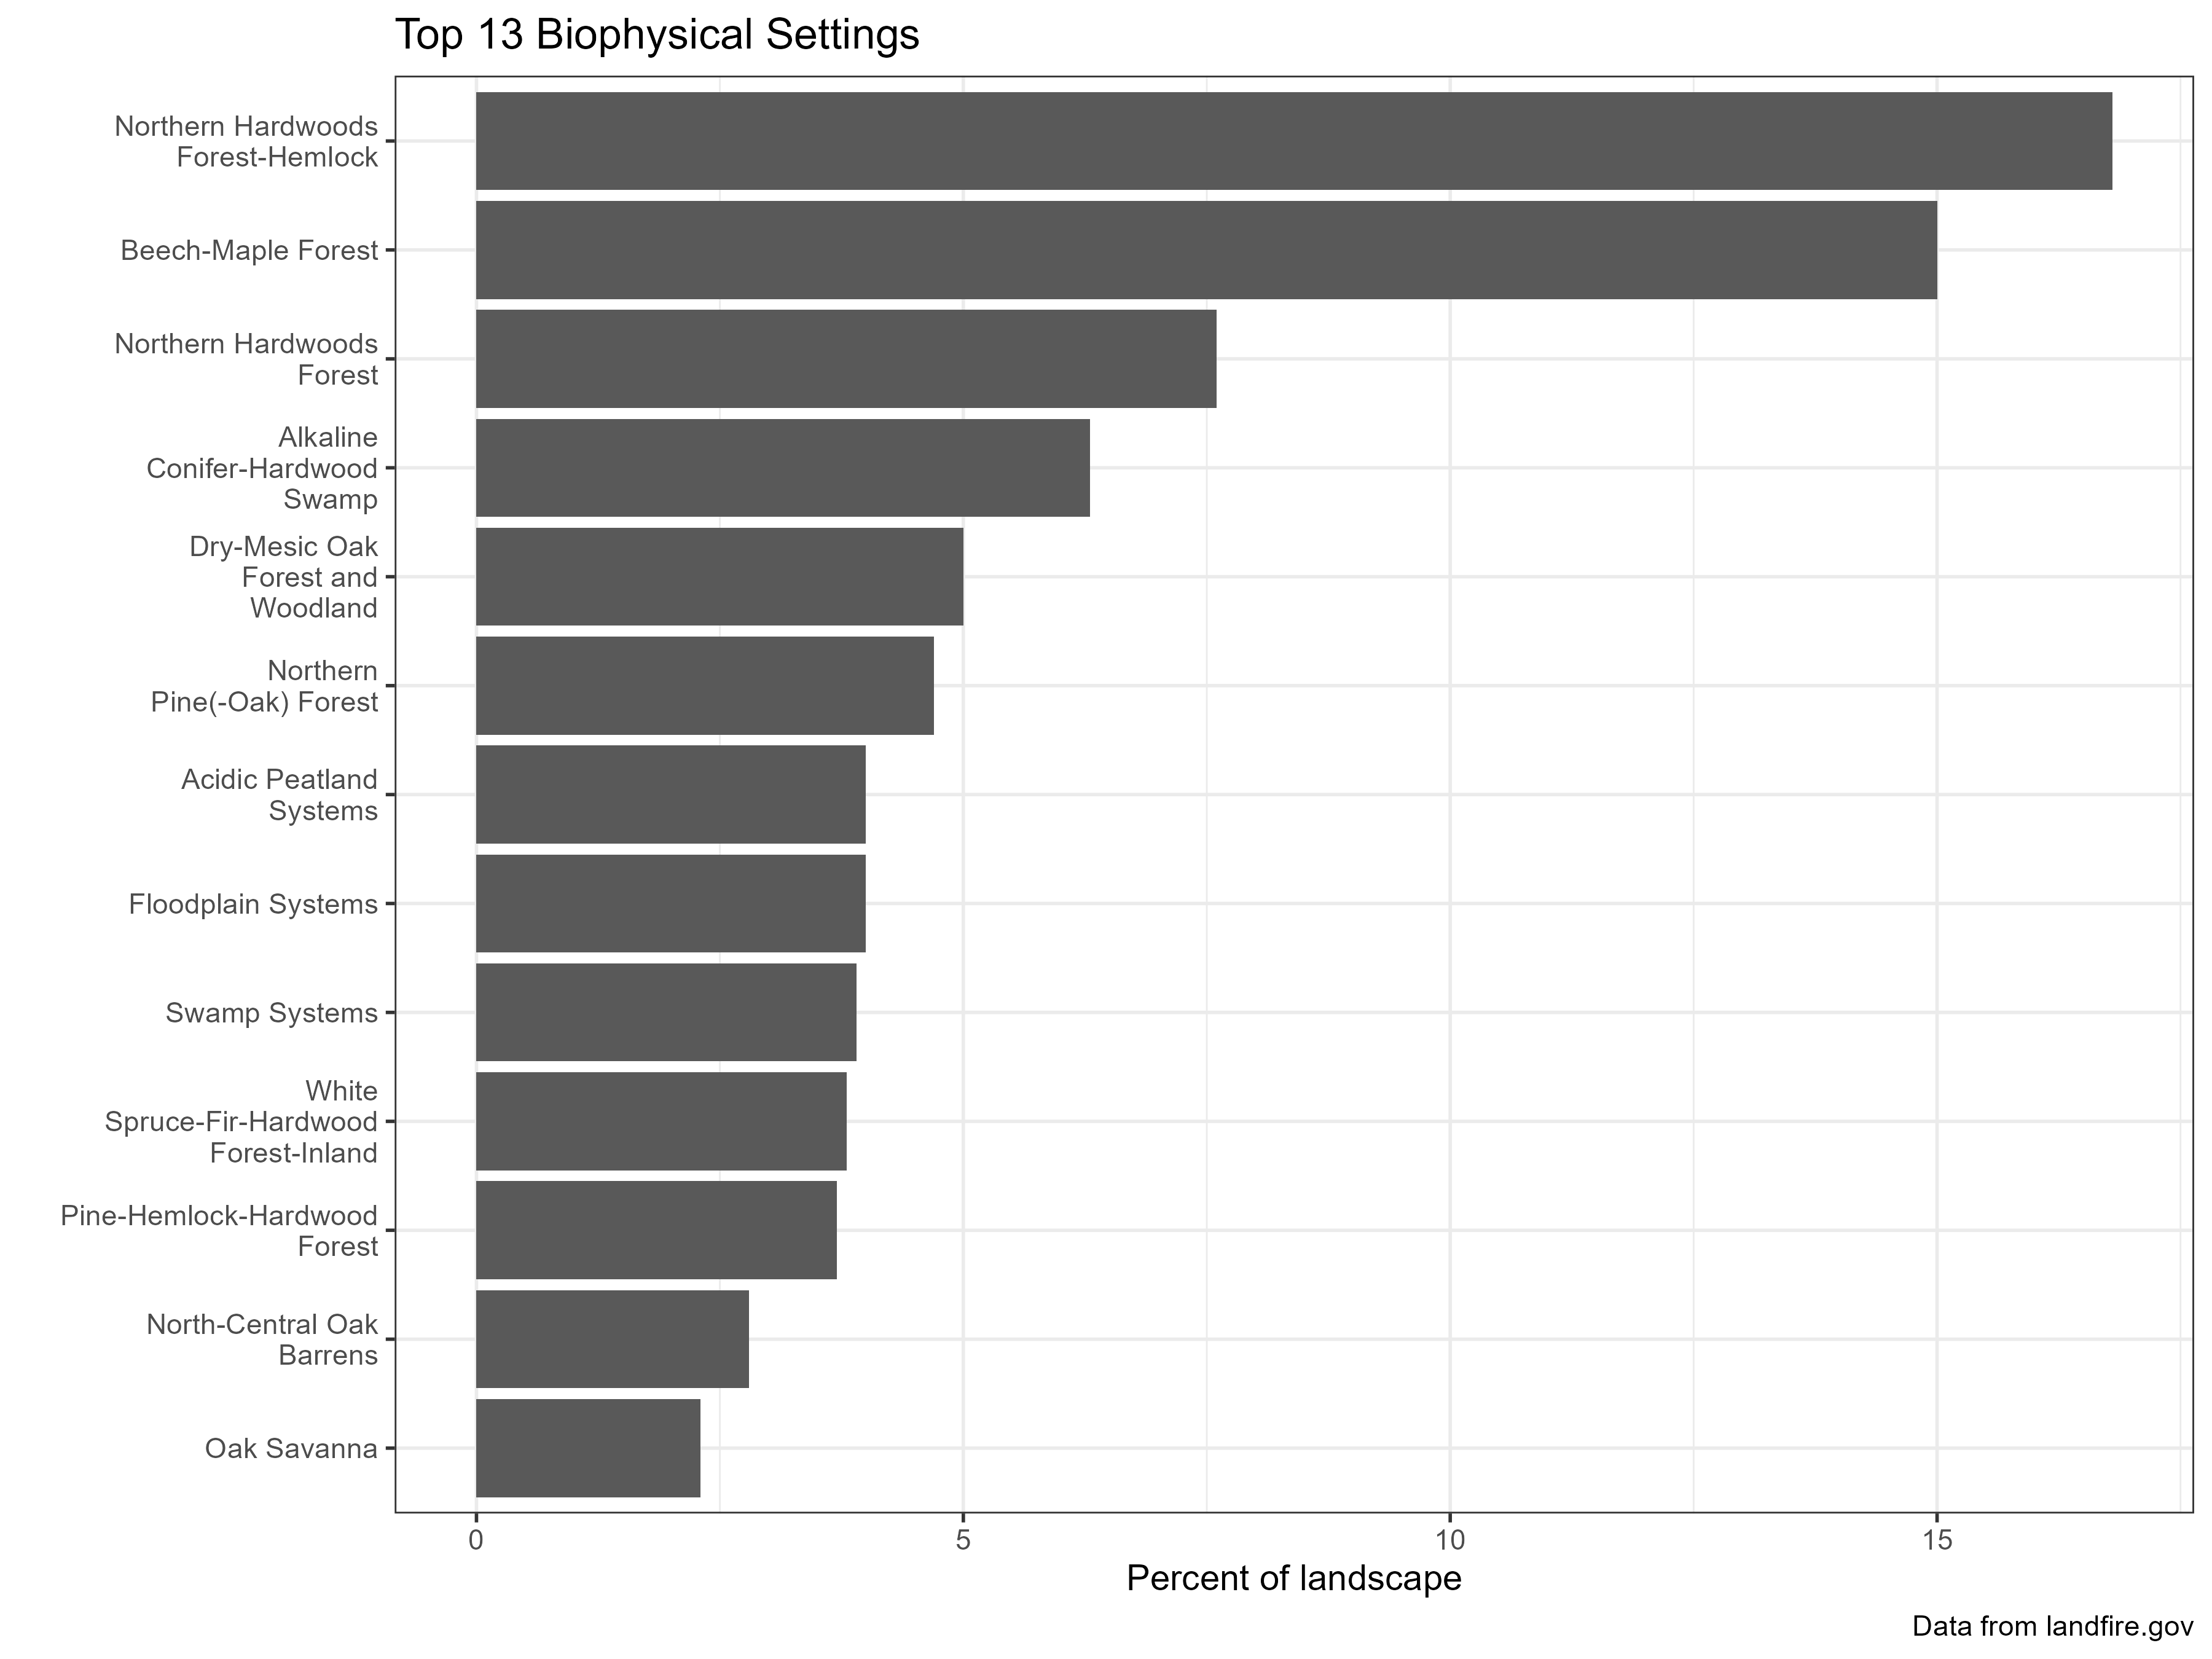 Top 13 Biophysical Settings
Northern Hardwoods
Forest-Hemlock
Beech-Maple Forest
Northern Hardwoods
Forest
Alkaline
Conifer-Hardwood
Swamp
Dry-Mesic Oak
Forest and
Woodland
Northern
Pine(-Oak) Forest
Acidic Peatland
Systems
Floodplain Systems
Swamp Systems
White
Spruce-Fir-Hardwood
Forest-Inland
Pine-Hemlock-Hardwood
Forest
North-Central Oak
Barrens
Oak Savanna
0 5 10 15
Percent of landscape
Data from landfire.gov